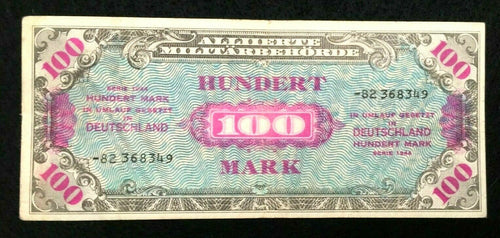 ALLIIERTE
MILITÄRBEHÖRDE
100
100
HUNDERT
SERIE 1944
HUNDERT MARK
IN UMLAUF GESETZT
IN
DEUTSCHLAND
-82 368349
100
-82 368349
IN UMLAUF GESETZT
IN
DEUTSCHLAND
HUNDERT MARK
SERIE 1944
MARK
100
100